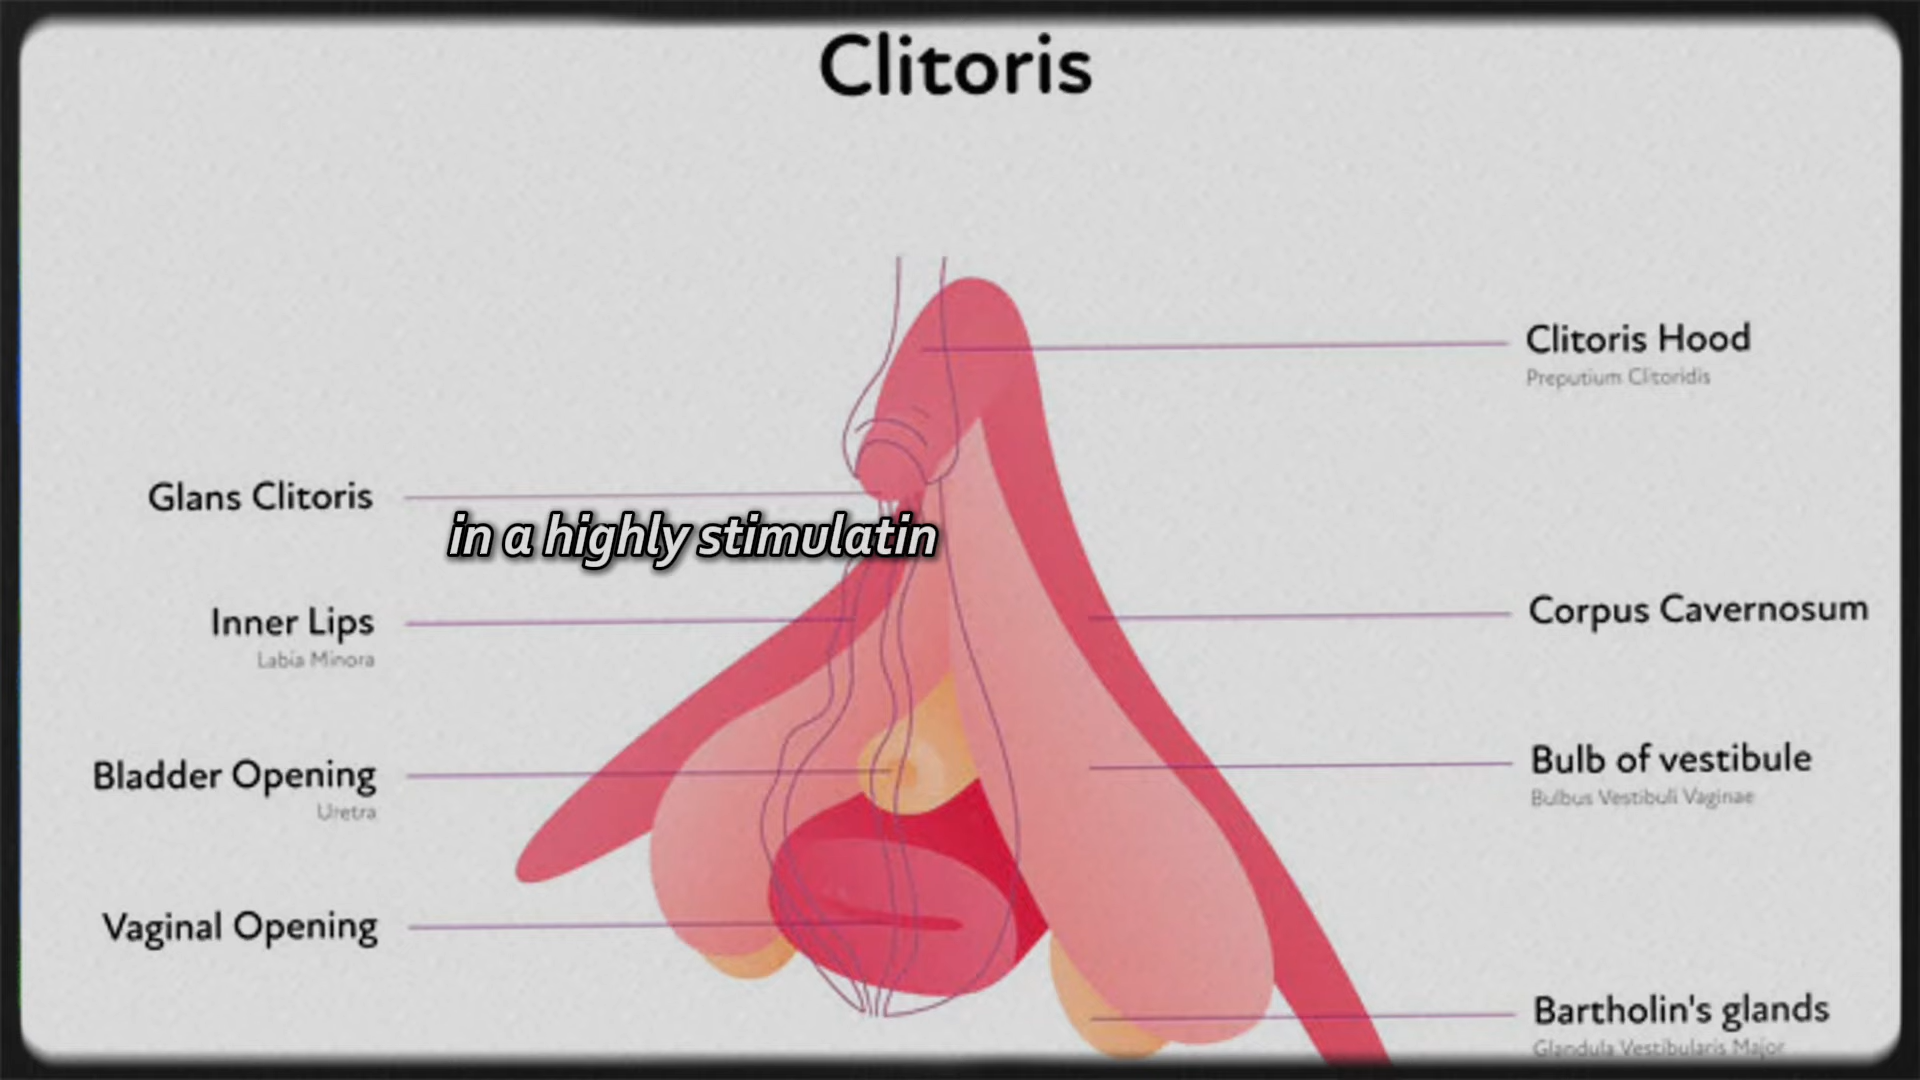 Clitoris
Clitoris Hood
Preputium Clitoridis
Glans Clitoris
in a highly stimulatin
Inner Lips
Labia Minora
Corpus Cavernosum
Bladder Opening
Uretra
Bulb of vestibule
Bulbus Vestibuli Vaginae
Vaginal Opening
Bartholin's glands
Glandula Vestibularis Major